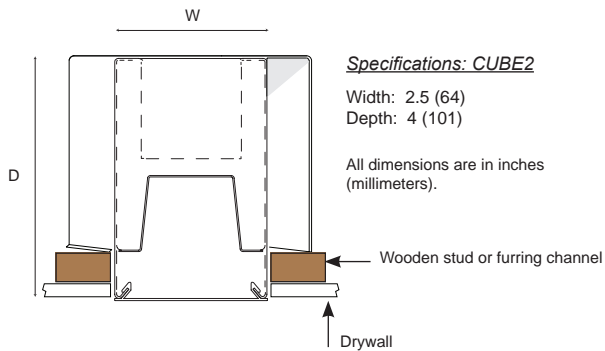 W
Specifications: CUBE2
Width: 2.5 (64)
Depth: 4 (101)
D
All dimensions are in inches
(millimeters).
Wooden stud or furring channel
Drywall